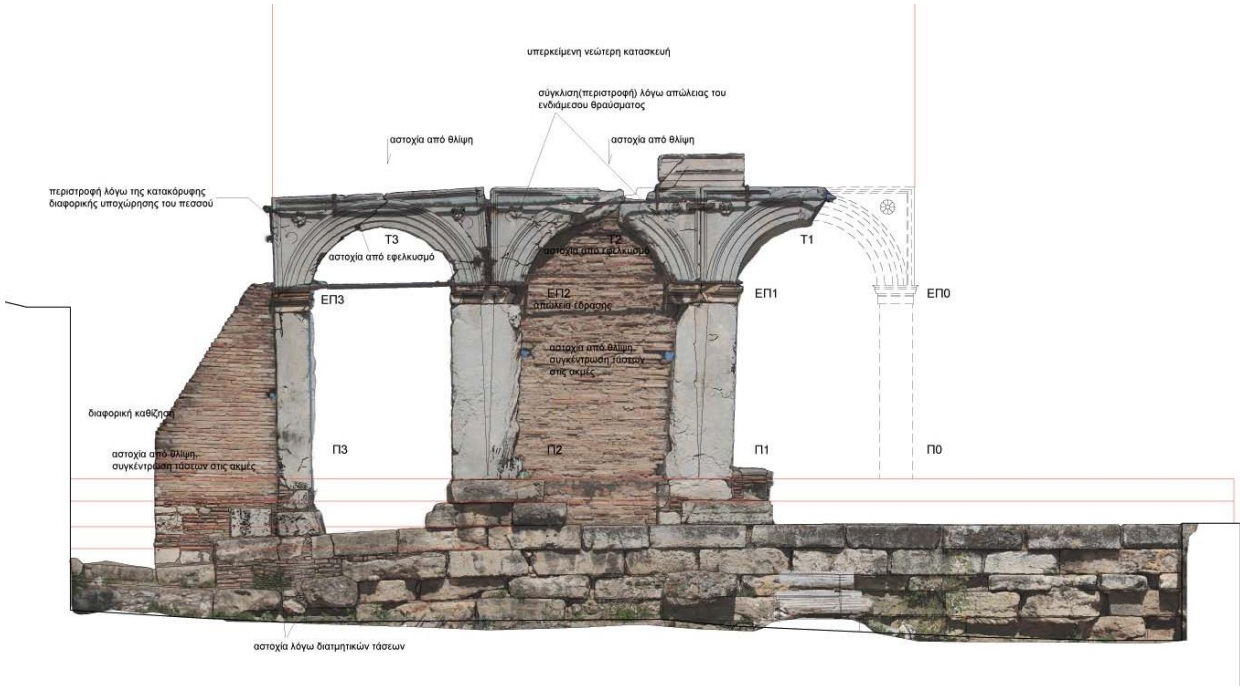 υπερκείμενη νεώτερη κατασκευή
σύγκλιση(περιστροφή) λόγω απώλειας του
ενδιάμεσου θραύσματος
αστοχία από θλίψη
αστοχία από θλίψη
περιστροφή λόγω της κατακόρυφης
διαφορικής υποχώρησης του πεσσού
Τ3
Τ2
Τ1
αστοχία από εφελκυσμό
αστοχία από εφελκυσμό
ΕΠ3
ΕΠ2
ΕΠ1
ΕΠ0
απώλεια έδρασης
αστοχία από θλίψη,
συγκέντρωση τάσεων
στις ακμές
διαφορική καθίζηση
Π3
Π2
Π1
Π0
αστοχία από θλίψη,
συγκέντρωση τάσεων στις ακμές
αστοχία λόγω διατμητικών τάσεων